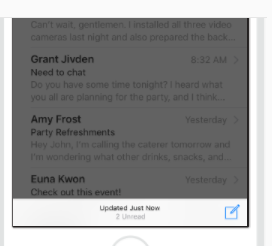 Can't wait, gentlemen. I installed all three video
cameras last night and also prepared the back...
Grant Jivden 8:32 AM >
Need to chat
Do you have some time tonight? I heard what
you all are planning for the party, and I think...
Amy Frost Yesterday >
Party Refreshments
Hey John, I'm calling the caterer tomorrow and
I'm wondering what other drinks, snacks, and...
Euna Kwon Yesterday >
Check out this event!
Updated Just Now
2 Unread